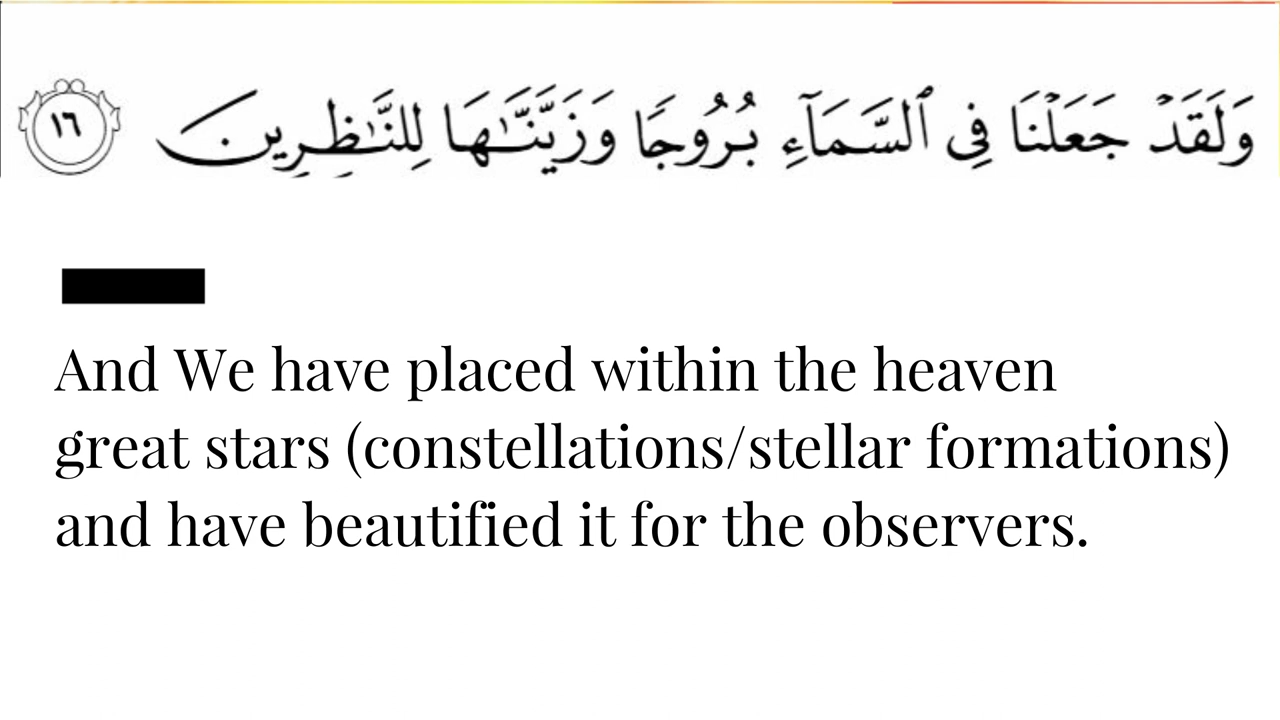 وَلَقَدْ جَعَلْنَا فِى ٱلسَّمَآءِ بُرُوجًا وَزَيَّنَّـٰهَا لِلنَّـٰظِرِينَ ١٦
And We have placed within the heaven
great stars (constellations/stellar formations)
and have beautified it for the observers.